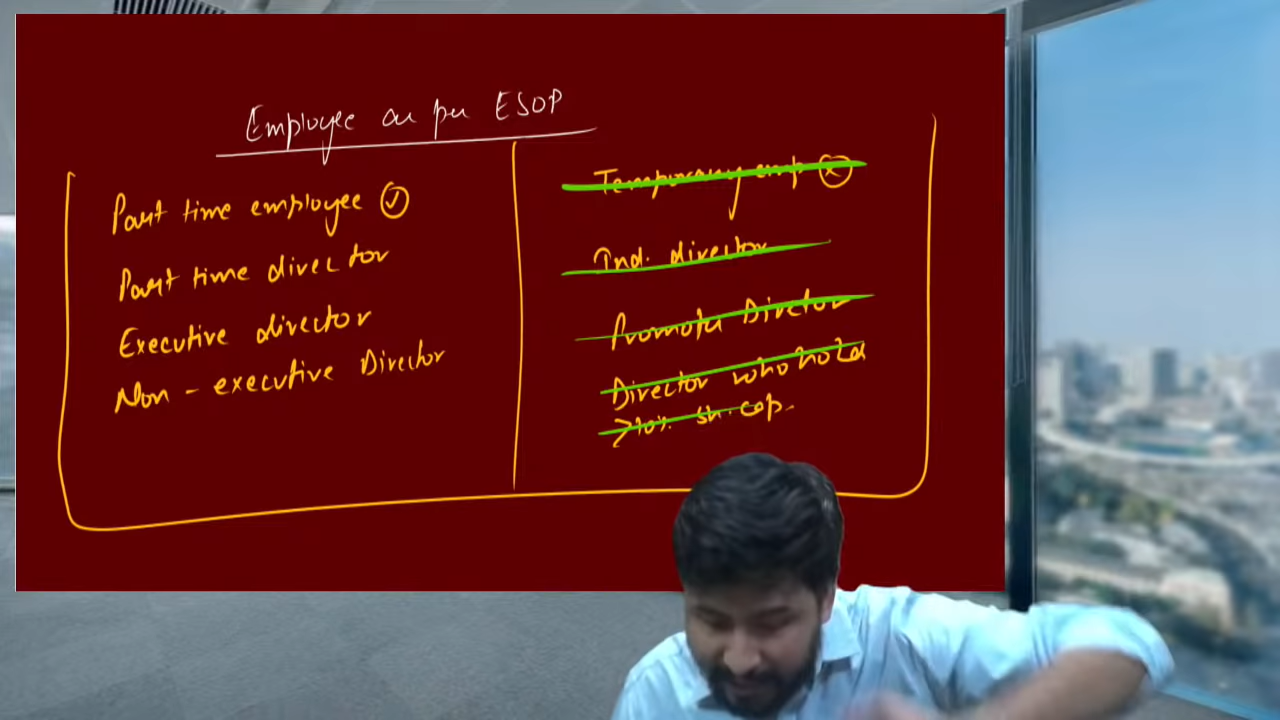 Employee as per ESOP
Part time employee
Part time director
Executive director
Non - executive Director
Temporary emp
Ind. director
Promoter Director
Director who holds
>10% sh. cap.